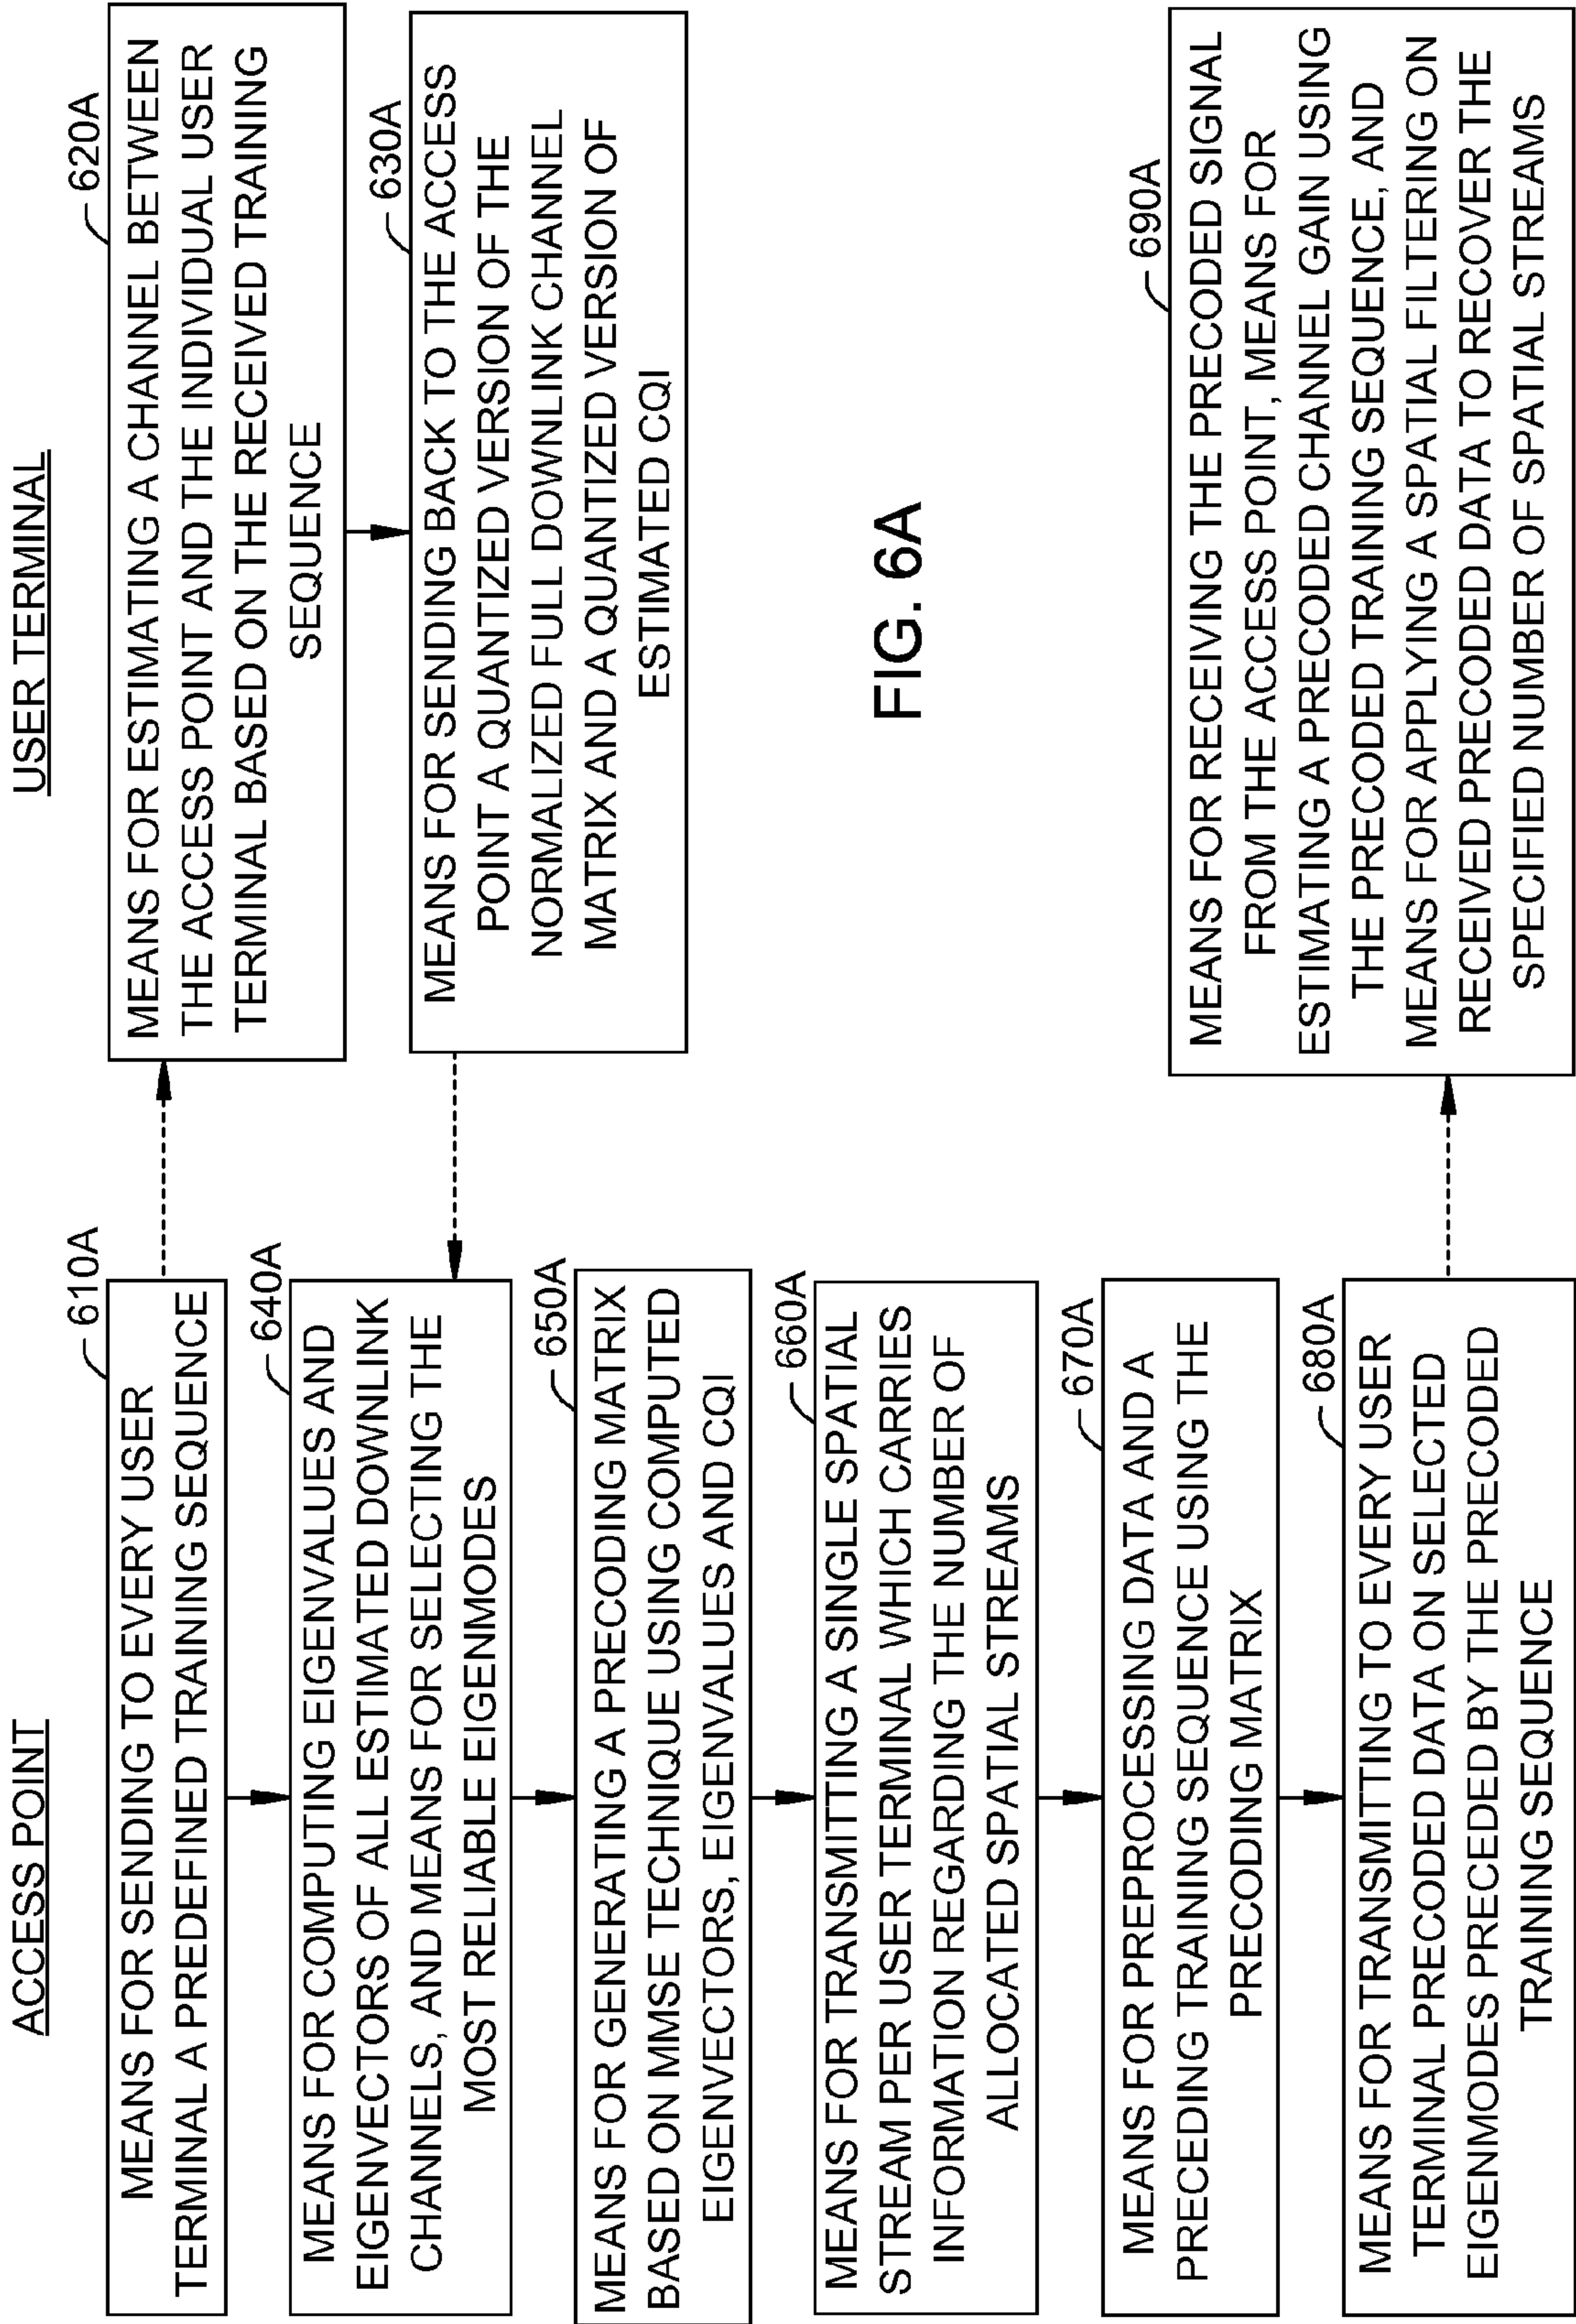 ACCESS POINT
610A
MEANS FOR SENDING TO EVERY USER
TERMINAL A PREDEFINED TRAINING SEQUENCE
640A
MEANS FOR COMPUTING EIGENVALUES AND
EIGENVECTORS OF ALL ESTIMATED DOWNLINK
CHANNELS, AND MEANS FOR SELECTING THE
MOST RELIABLE EIGENMODES
650A
MEANS FOR GENERATING A PRECODING MATRIX
BASED ON MMSE TECHNIQUE USING COMPUTED
EIGENVECTORS, EIGENVALUES AND CQI
660A
MEANS FOR TRANSMITTING A SINGLE SPATIAL
STREAM PER USER TERMINAL WHICH CARRIES
INFORMATION REGARDING THE NUMBER OF
ALLOCATED SPATIAL STREAMS
670A
MEANS FOR PREPROCESSING DATA AND A
PRECEDING TRAINING SEQUENCE USING THE
PRECODING MATRIX
680A
MEANS FOR TRANSMITTING TO EVERY USER
TERMINAL PRECODED DATA ON SELECTED
EIGENMODES PRECEDED BY THE PRECODED
TRAINING SEQUENCE
USER TERMINAL
620A
MEANS FOR ESTIMATING A CHANNEL BETWEEN
THE ACCESS POINT AND THE INDIVIDUAL USER
TERMINAL BASED ON THE RECEIVED TRAINING
SEQUENCE
630A
MEANS FOR SENDING BACK TO THE ACCESS
POINT A QUANTIZED VERSION OF THE
NORMALIZED FULL DOWNLINK CHANNEL
MATRIX AND A QUANTIZED VERSION OF
ESTIMATED CQI
FIG. 6A
690A
MEANS FOR RECEIVING THE PRECODED SIGNAL
FROM THE ACCESS POINT, MEANS FOR
ESTIMATING A PRECODED CHANNEL GAIN USING
THE PRECODED TRAINING SEQUENCE, AND
MEANS FOR APPLYING A SPATIAL FILTERING ON
RECEIVED PRECODED DATA TO RECOVER THE
SPECIFIED NUMBER OF SPATIAL STREAMS